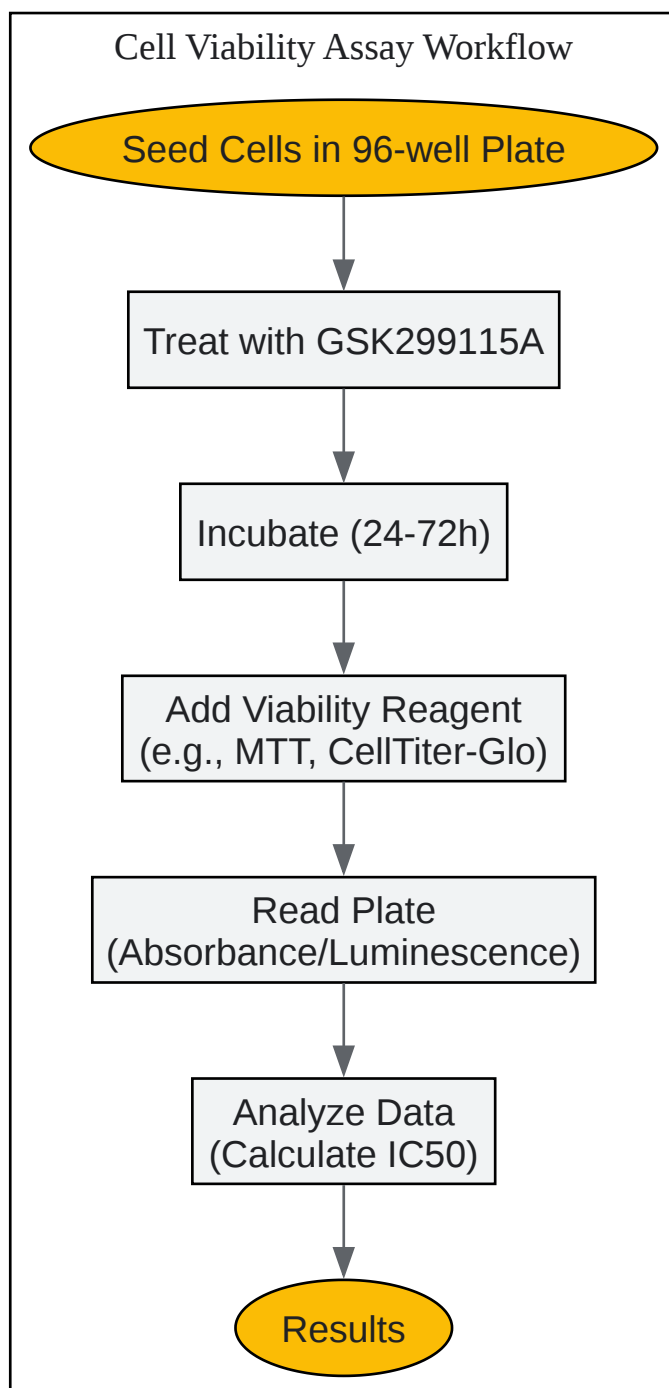 Cell Viability Assay Workflow
Seed Cells in 96-well Plate
Treat with GSK299115A
Incubate (24-72h)
Add Viability Reagent
(e.g., MTT, CellTiter-Glo)
Read Plate
(Absorbance/Luminescence)
Analyze Data
(Calculate IC50)
Results